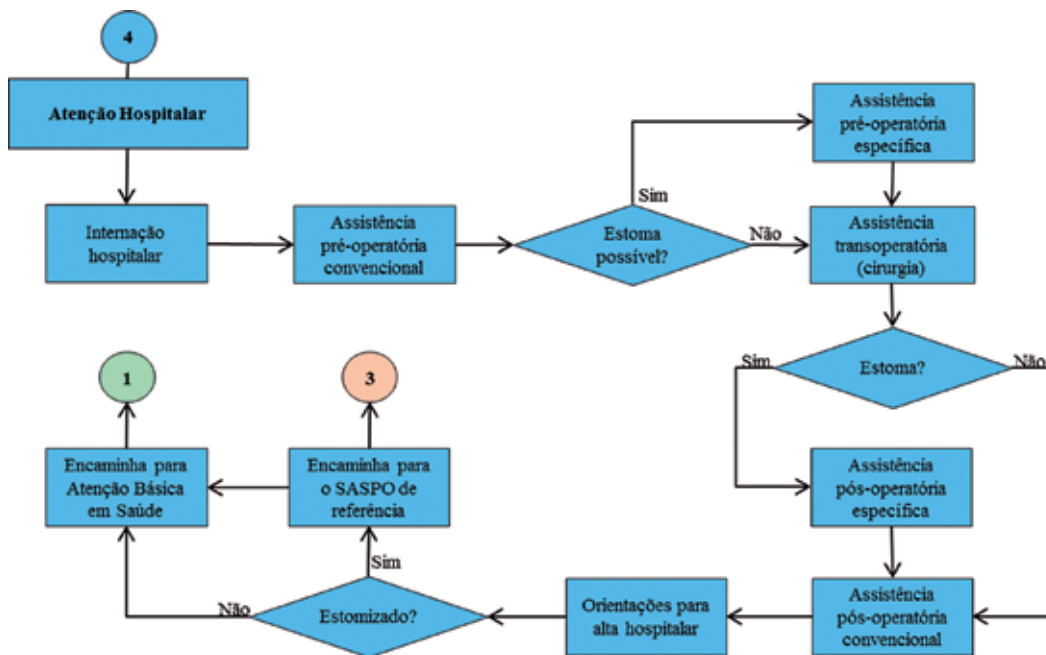 4
Atenção Hospitalar
Internação
hospitalar
Assistência
pré-operatória
convencional
Estoma
possível?
Sim
Não
Assistência
pré-operatória
específica
Assistência
transoperatória
(cirurgia)
Estoma?
Sim
Não
Assistência
pós-operatória
específica
Assistência
pós-operatória
convencional
Orientações para
alta hospitalar
Estomizado?
Sim
Não
Encaminha para
o SASPO de
referência
3
Encaminha para
Atenção Básica
em Saúde
1